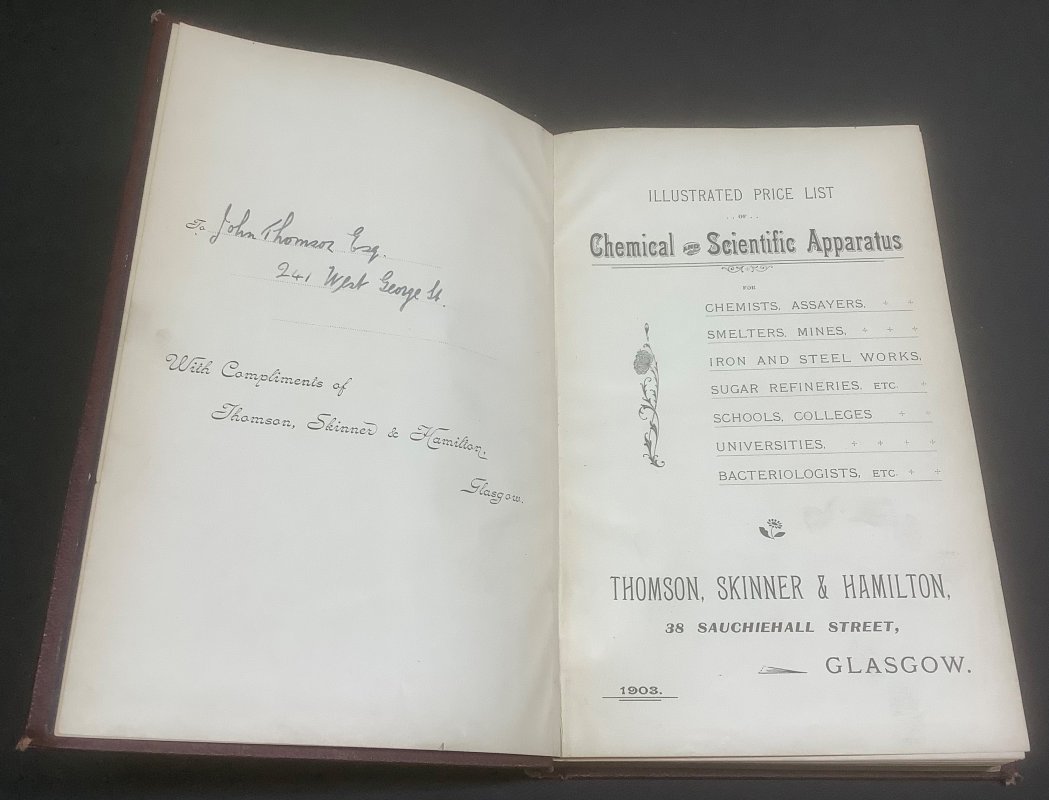 To John Thomson Esq.
241 West George St.
With Compliments of
Thomson, Skinner & Hamilton,
Glasgow.
ILLUSTRATED PRICE LIST
. . OF . .
Chemical AND Scientific Apparatus
FOR
CHEMISTS, ASSAYERS,
SMELTERS, MINES,
IRON AND STEEL WORKS,
SUGAR REFINERIES, ETC.
SCHOOLS, COLLEGES
UNIVERSITIES,
BACTERIOLOGISTS, ETC.
THOMSON, SKINNER & HAMILTON,
38 SAUCHIEHALL STREET,
GLASGOW.
1903.